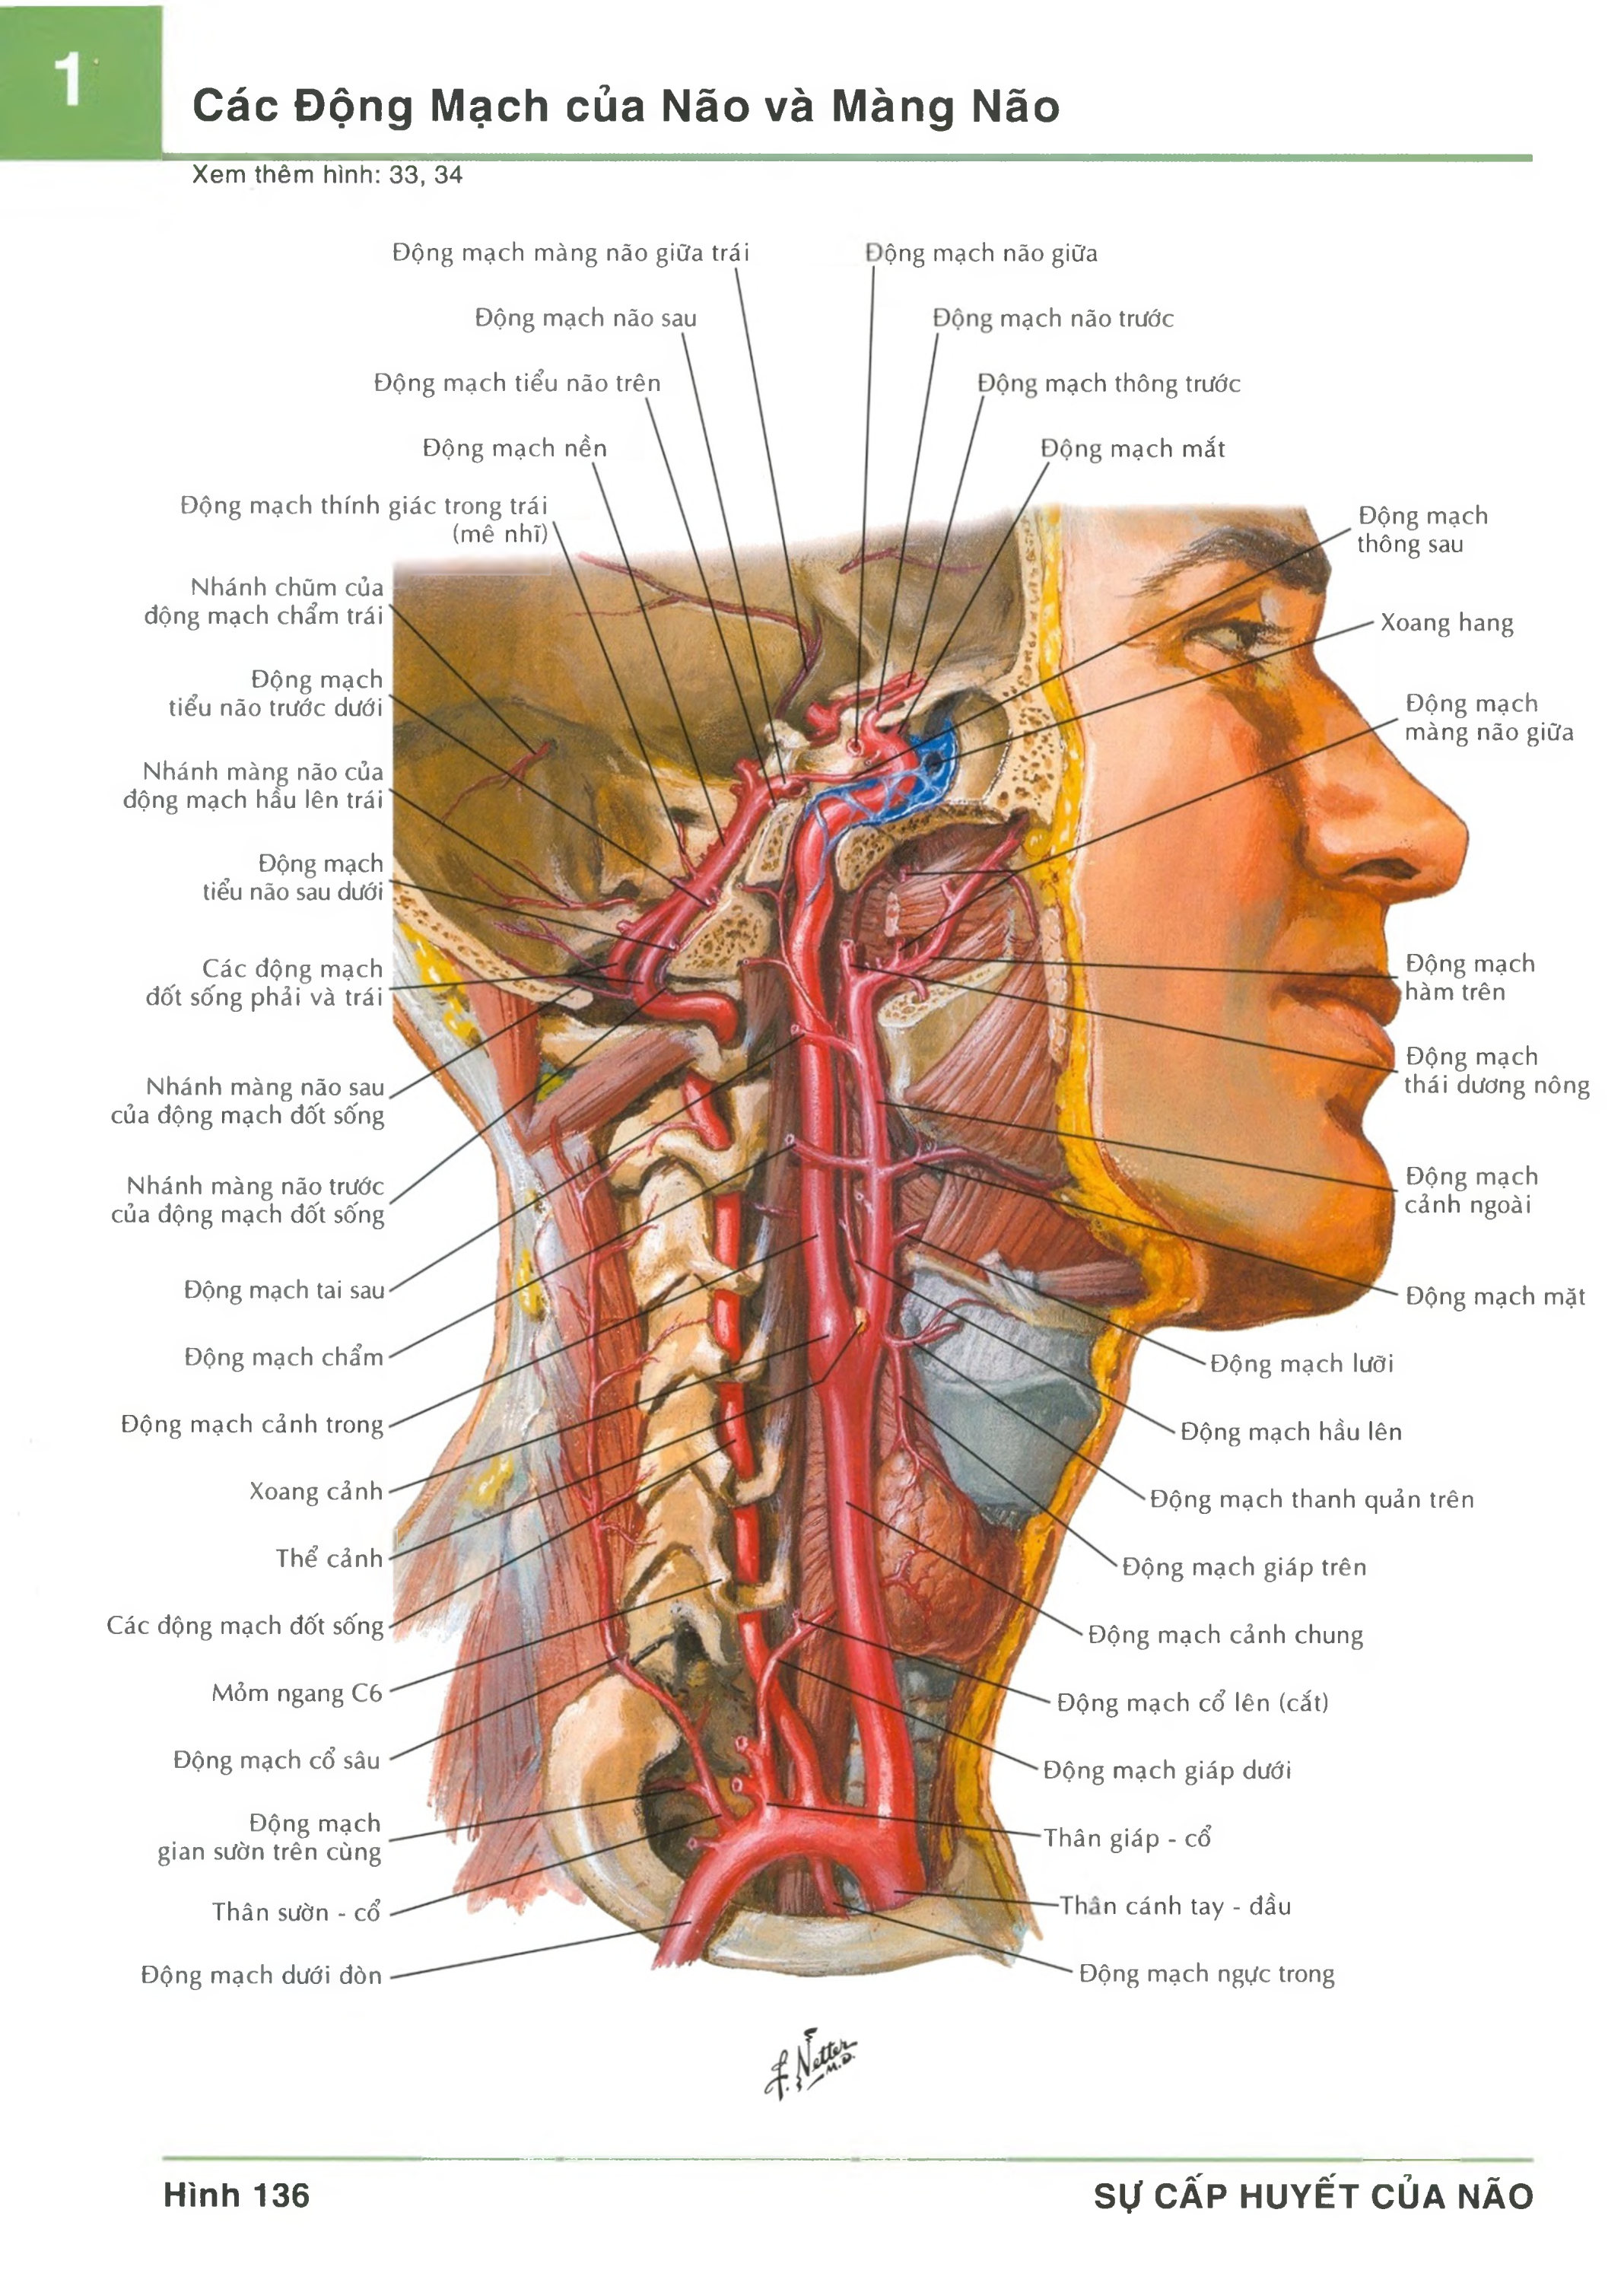 1
Các Động Mạch của Não và Màng Não
Xem thêm hình: 33, 34
Động mạch màng não giữa trái
Động mạch não sau
Động mạch tiểu não trên
Động mạch nền
Động mạch thính giác trong trái
(mê nhĩ)
Nhánh chũm của
động mạch chẩm trái
Động mạch
tiểu não trước dưới
Nhánh màng não của
động mạch hầu lên trái
Động mạch
tiểu não sau dưới
Các động mạch
đốt sống phải và trái
Nhánh màng não sau
của động mạch đốt sống
Nhánh màng não trước
của động mạch đốt sống
Động mạch tai sau
Động mạch chẩm
Động mạch cảnh trong
Xoang cảnh
Thể cảnh
Các động mạch đốt sống
Mỏm ngang C6
Động mạch cổ sâu
Động mạch
gian sườn trên cùng
Thân sườn - cổ
Động mạch dưới đòn
Động mạch não giữa
Động mạch não trước
Động mạch thông trước
Động mạch mắt
Động mạch
thông sau
Xoang hang
Động mạch
màng não giữa
Động mạch
hàm trên
Động mạch
thái dương nông
Động mạch
cảnh ngoài
Động mạch mặt
Động mạch lưỡi
Động mạch hầu lên
Động mạch thanh quản trên
Động mạch giáp trên
Động mạch cảnh chung
Động mạch cổ lên (cắt)
Động mạch giáp dưới
Thân giáp - cổ
Thân cánh tay - đầu
Động mạch ngực trong
F. Netter
M.D.
Hình 136
SỰ CẤP HUYẾT CỦA NÃO